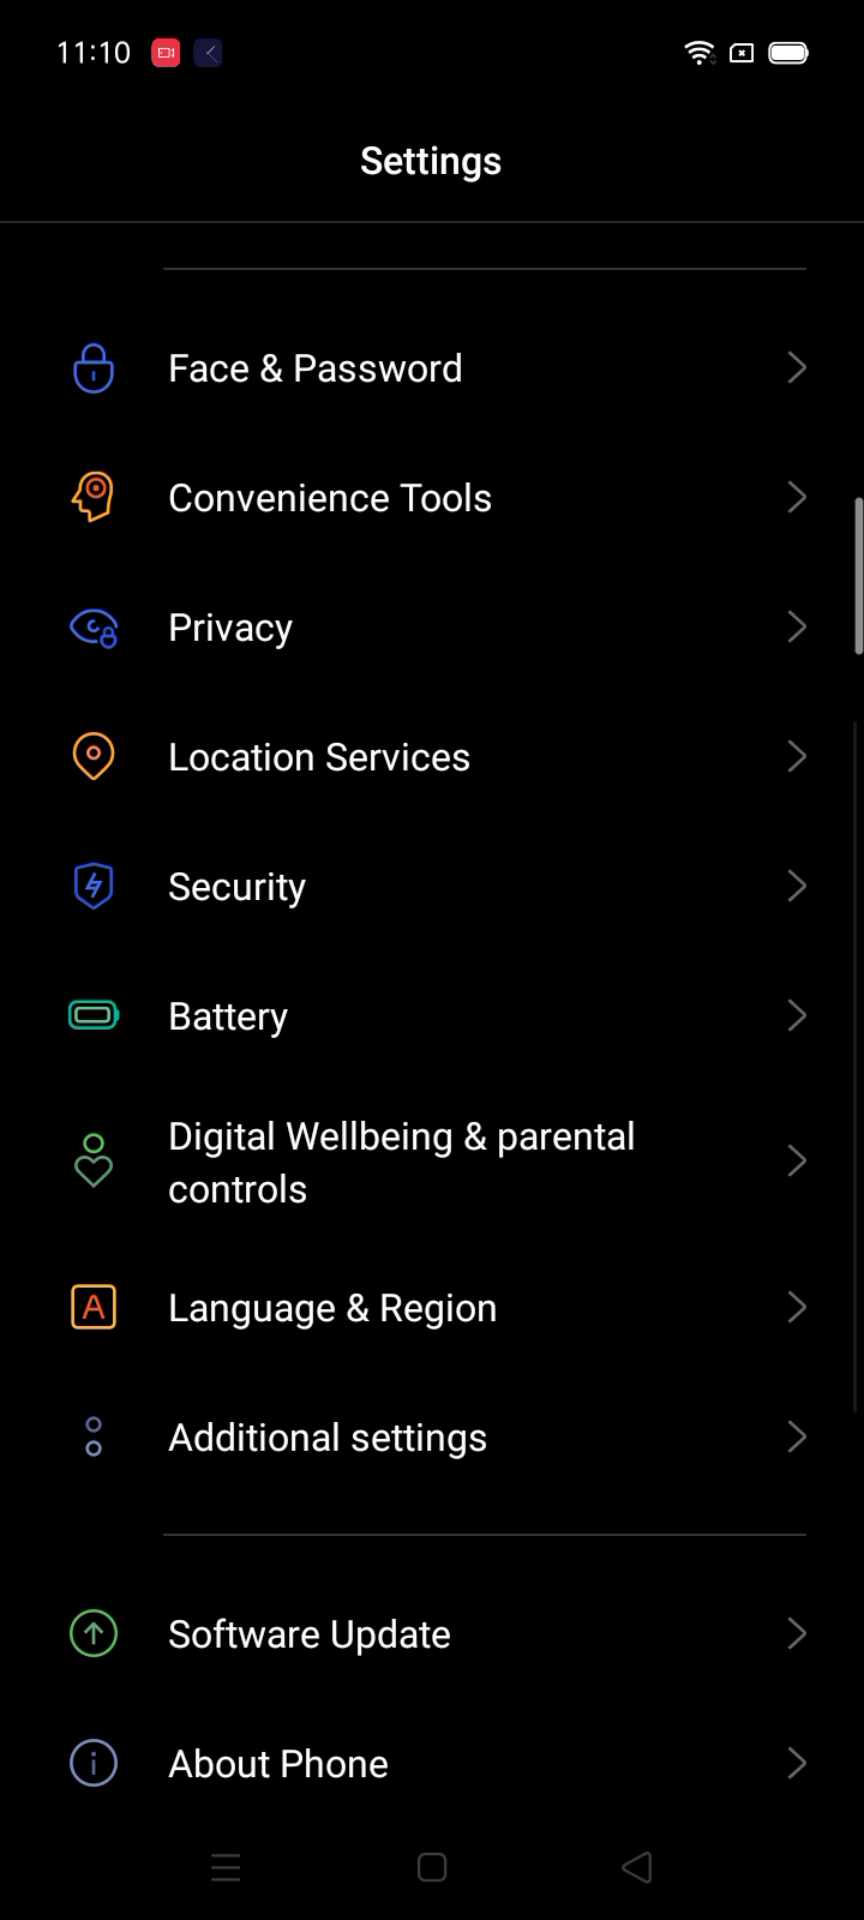 11:10
Settings
Face & Password
Convenience Tools
Privacy
Location Services
Security
Battery
Digital Wellbeing & parental
controls
Language & Region
Additional settings
Software Update
About Phone